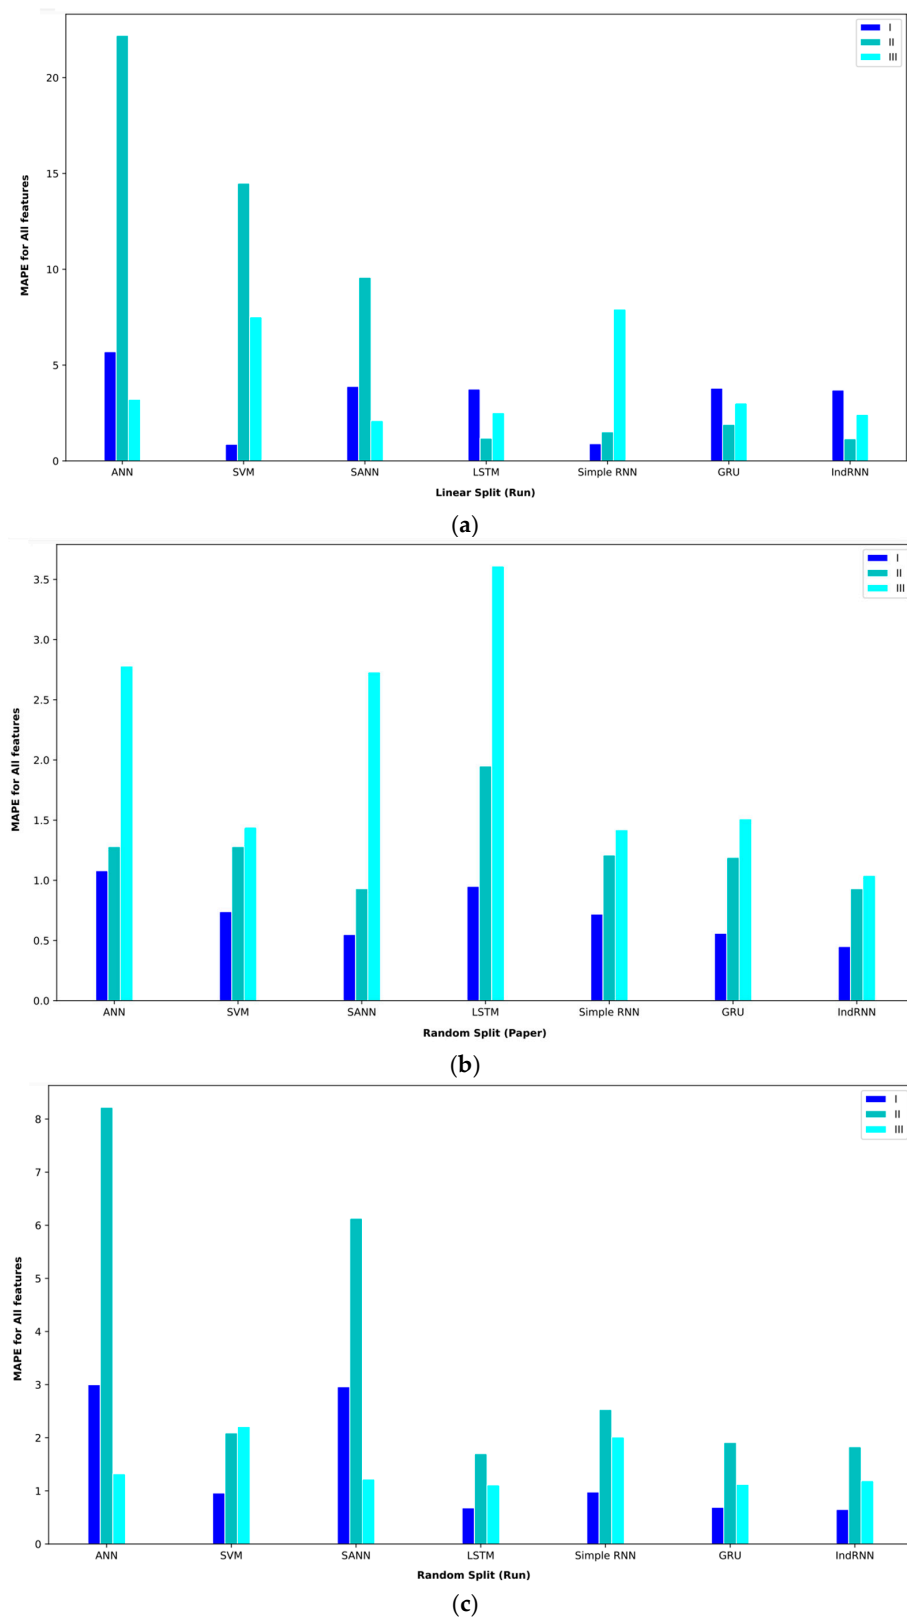 I
II
III
20
15
10
5
0
MAPE for All features
ANN SVM SANN LSTM Simple RNN GRU IndRNN
Linear Split (Run)
(a)
I
II
III
3.5
3.0
2.5
2.0
1.5
1.0
0.5
0.0
MAPE for All features
ANN SVM SANN LSTM Simple RNN GRU IndRNN
Random Split (Paper)
(b)
I
II
III
8
7
6
5
4
3
2
1
0
MAPE for All features
ANN SVM SANN LSTM Simple RNN GRU IndRNN
Random Split (Run)
(c)